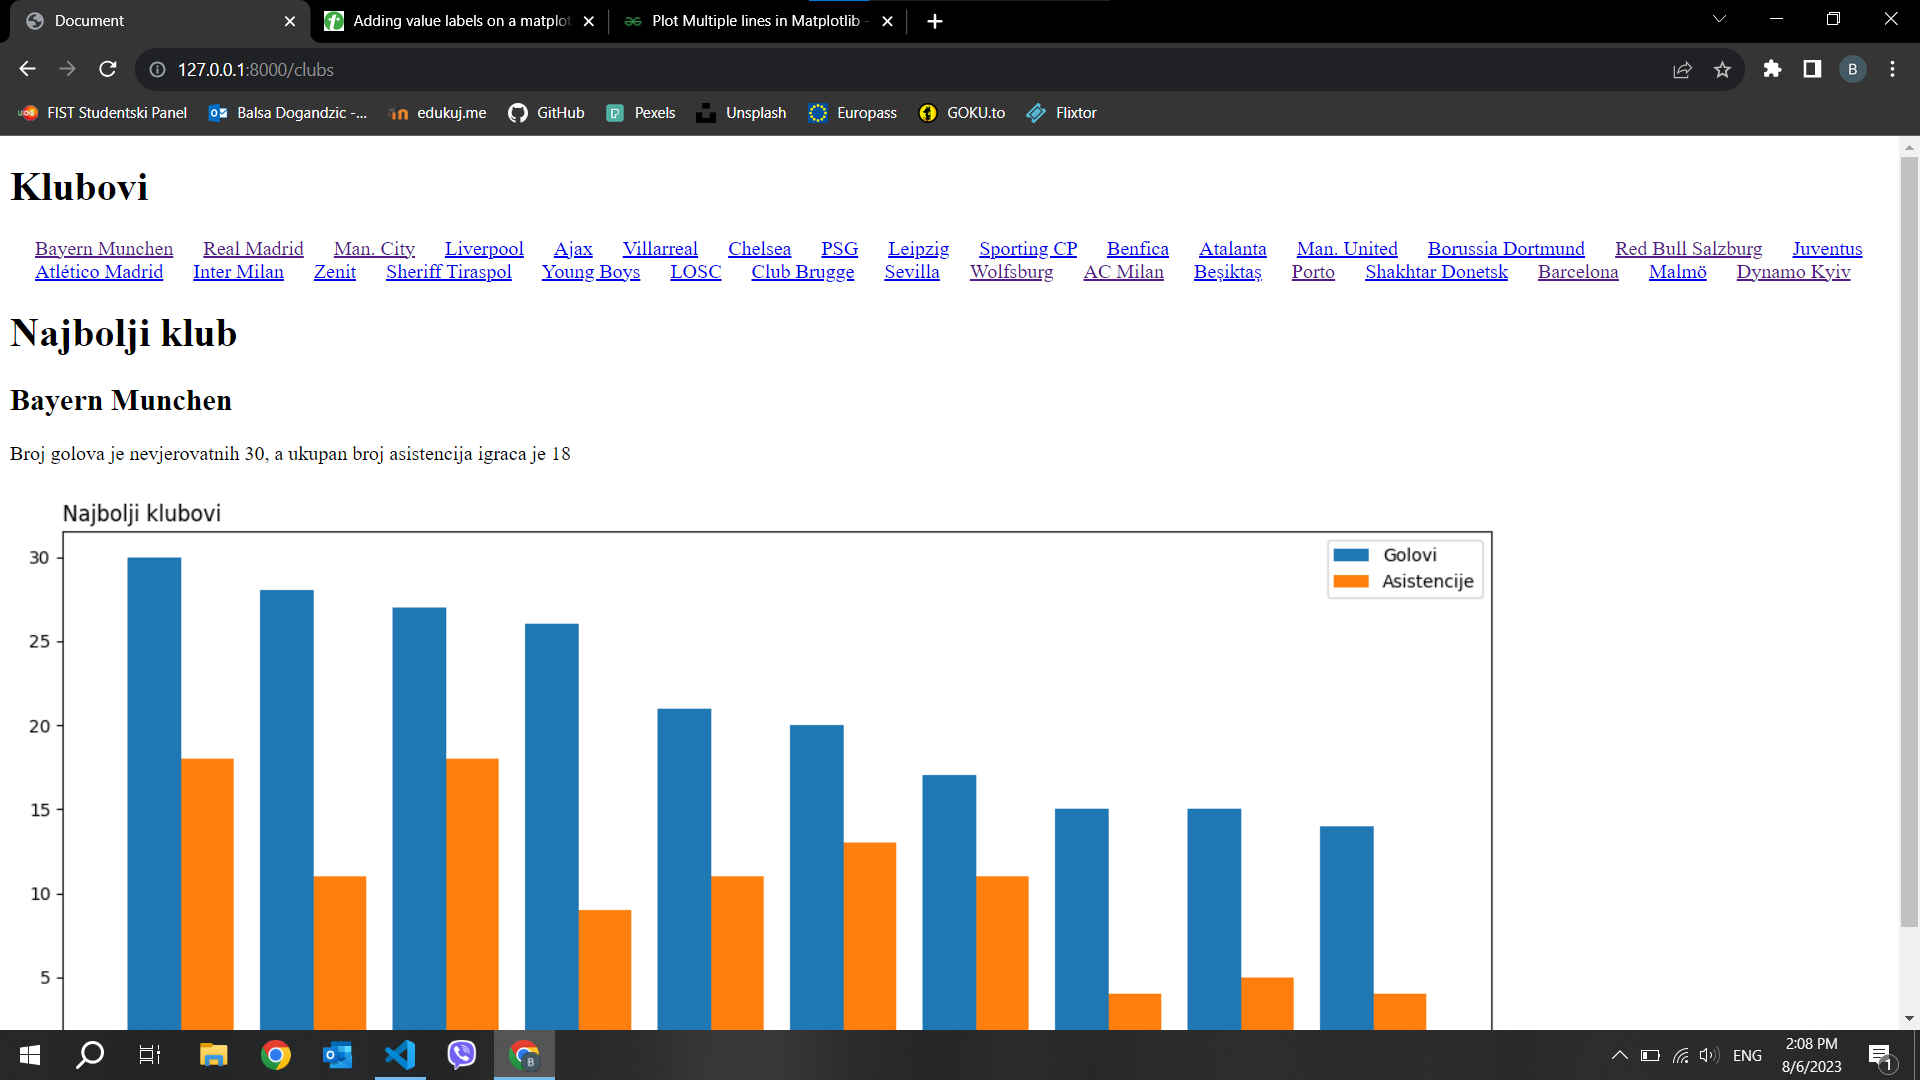 Document
Adding value labels on a matplot
Plot Multiple lines in Matplotlib -
127.0.0.1:8000/clubs
B
FIST Studentski Panel
Balsa Dogandzic -...
edukuj.me
GitHub
Pexels
Unsplash
Europass
GOKU.to
Flixtor
Klubovi
Bayern Munchen Real Madrid Man. City Liverpool Ajax Villarreal Chelsea PSG Leipzig Sporting CP Benfica Atalanta Man. United Borussia Dortmund Red Bull Salzburg Juventus
Atlético Madrid Inter Milan Zenit Sheriff Tiraspol Young Boys LOSC Club Brugge Sevilla Wolfsburg AC Milan Beşiktaş Porto Shakhtar Donetsk Barcelona Malmö Dynamo Kyiv
Najbolji klub
Bayern Munchen
Broj golova je nevjerovatnih 30, a ukupan broj asistencija igraca je 18
Najbolji klubovi
Golovi
Asistencije
30
25
20
15
10
5
ENG
2:08 PM
8/6/2023
1